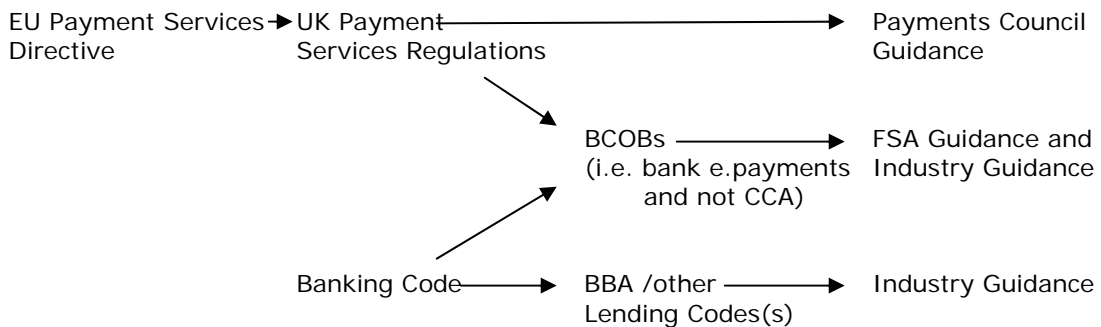 EU Payment Services
Directive
UK Payment
Services Regulations
Payments Council
Guidance
BCOBs
(i.e. bank e.payments
and not CCA)
FSA Guidance and
Industry Guidance
Banking Code
BBA /other
Lending Codes(s)
Industry Guidance